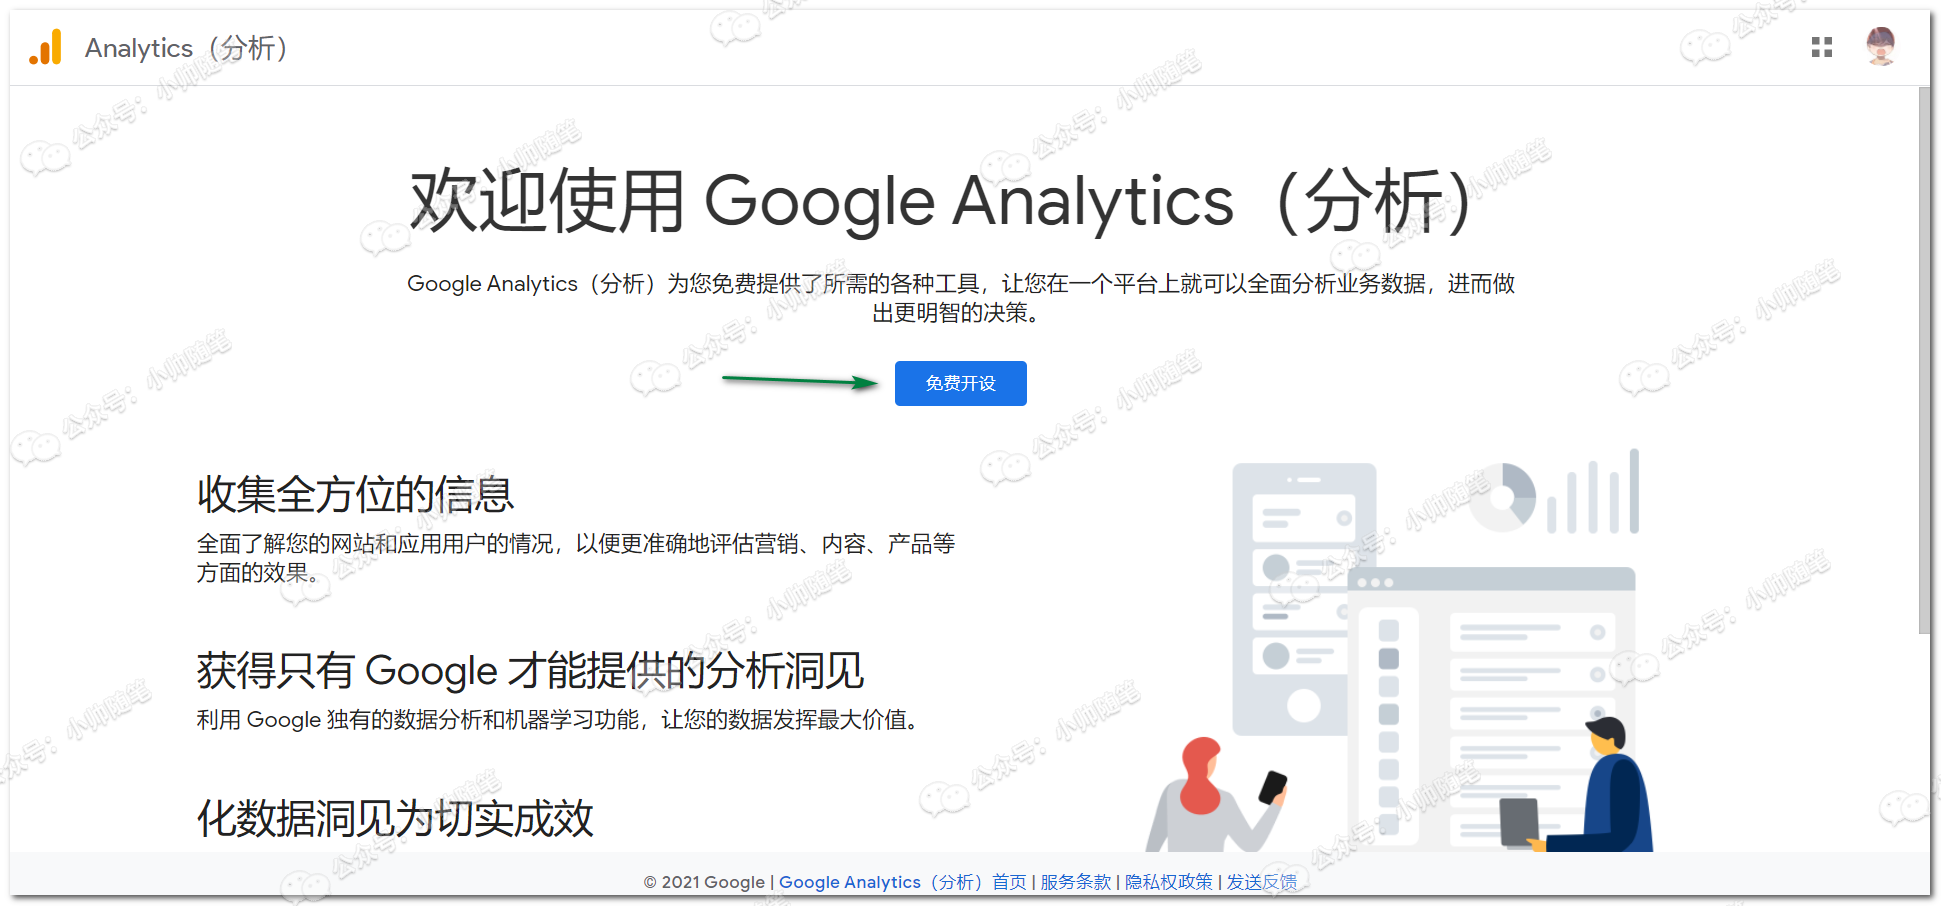 Analytics（分析）
欢迎使用 Google Analytics（分析）
Google Analytics（分析）为您免费提供了所需的各种工具，让您在一个平台上就可以全面分析业务数据，进而做
出更明智的决策。
免费开设
收集全方位的信息
全面了解您的网站和应用用户的情况，以便更准确地评估营销、内容、产品等
方面的效果。
获得只有 Google 才能提供的分析洞见
利用 Google 独有的数据分析和机器学习功能，让您的数据发挥最大价值。
化数据洞见为切实成效
© 2021 Google | Google Analytics（分析）首页 | 服务条款 | 隐私权政策 | 发送反馈
公众号：小帅随笔